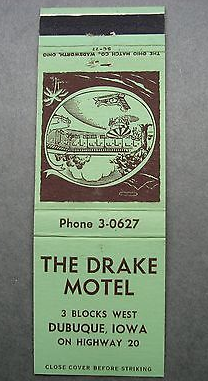 THE OHIO MATCH CO., WADSWORTH, OHIO
Phone 3-0627
THE DRAKE
MOTEL
3 BLOCKS WEST
DUBUQUE, IOWA
ON HIGHWAY 20
CLOSE COVER BEFORE STRIKING